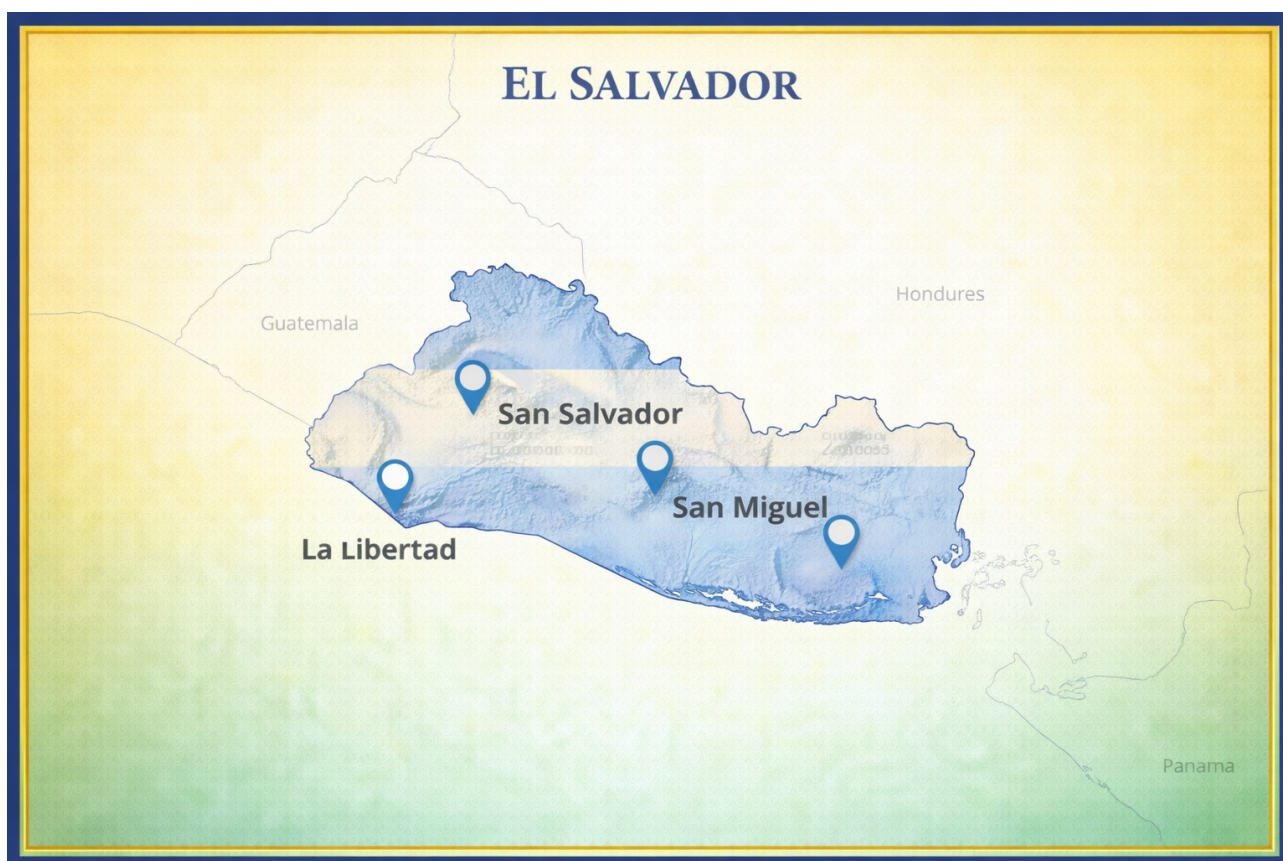 EL SALVADOR
Hondures
Guatemala
San Salvador
San Miguel
La Libertad
Panama